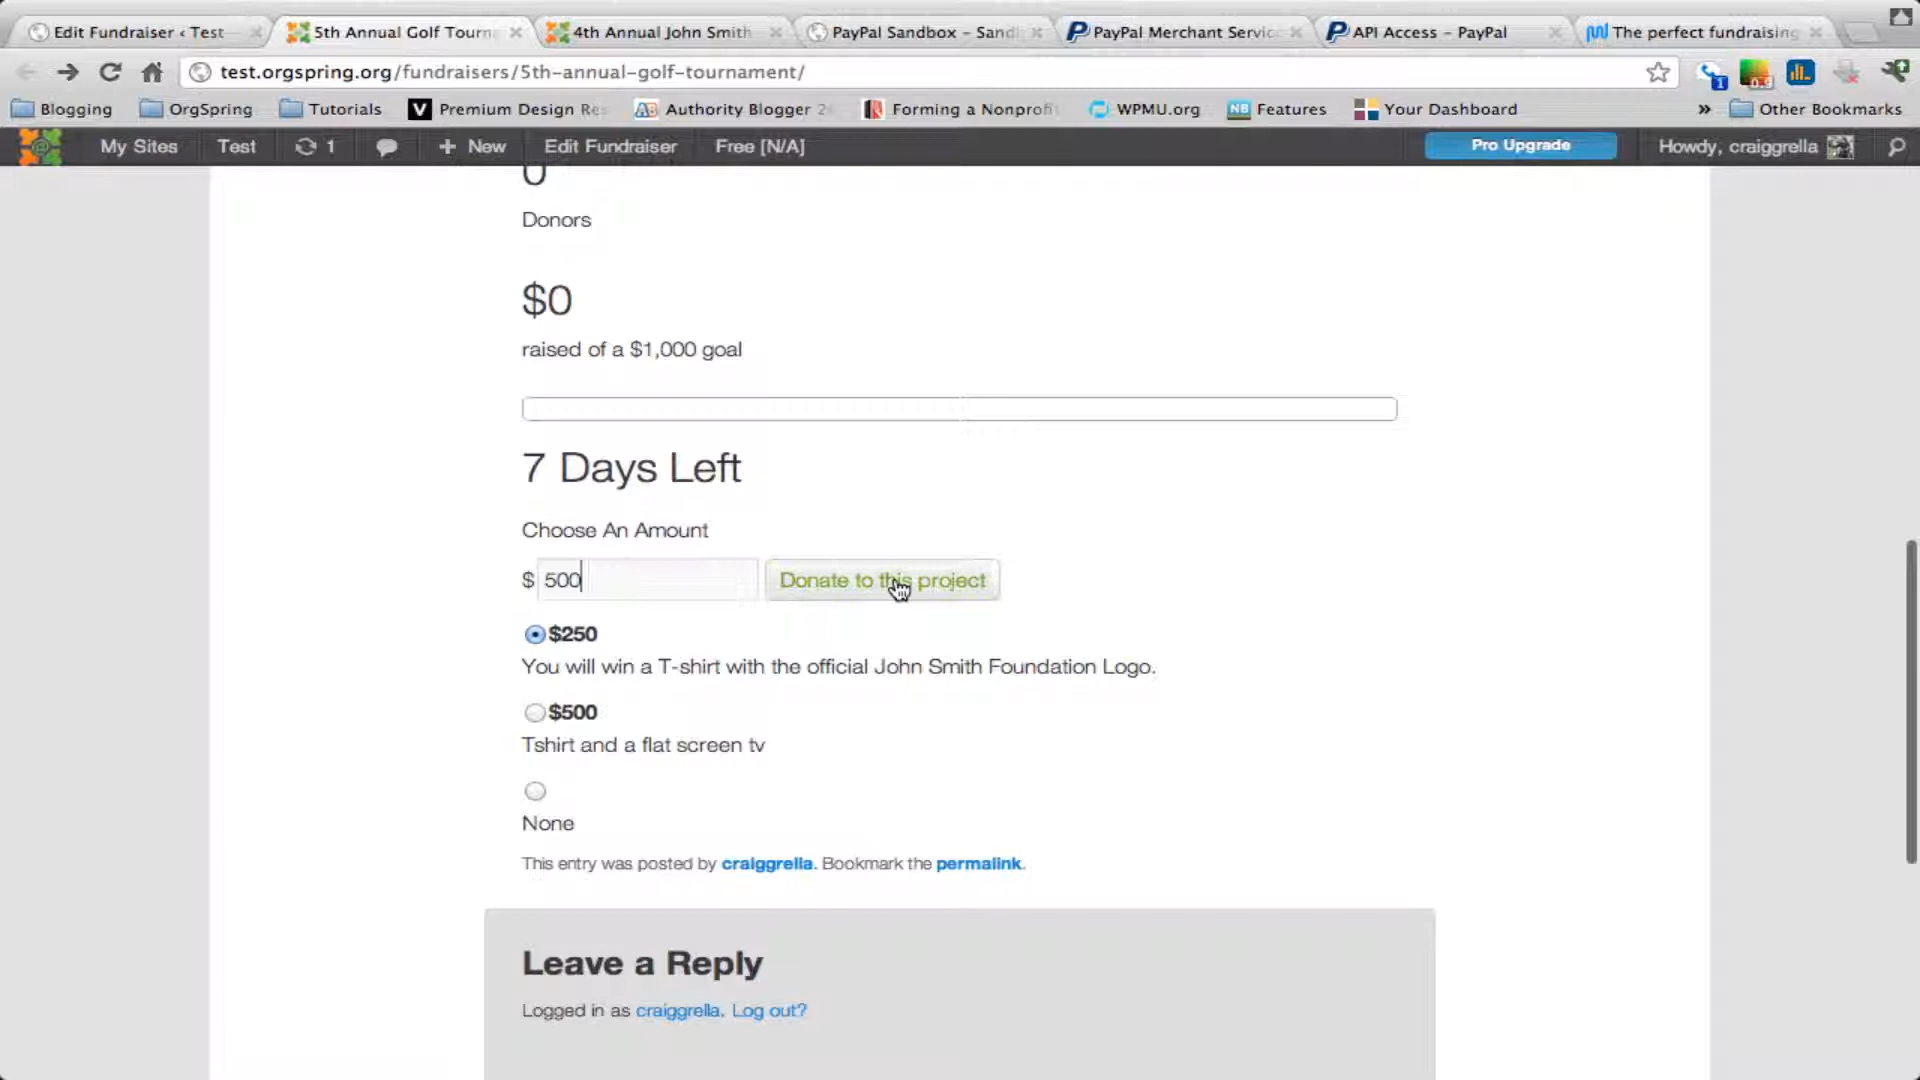 Edit Fundraiser ‹ Test
5th Annual Golf Tourn
4th Annual John Smith
PayPal Sandbox – Sand
PayPal Merchant Servic
API Access – PayPal
The perfect fundraising
test.orgspring.org/fundraisers/5th-annual-golf-tournament/
Blogging
OrgSpring
Tutorials
Premium Design Re
Authority Blogger 2
Forming a Nonprofit
WPMU.org
NB Features
Your Dashboard
» Other Bookmarks
My Sites
Test
1
+ New
Edit Fundraiser
Free [N/A]
Pro Upgrade
Howdy, craiggrella
0
Donors
$0
raised of a $1,000 goal
7 Days Left
Choose An Amount
$ 500 Donate to this project
$250
You will win a T-shirt with the official John Smith Foundation Logo.
$500
Tshirt and a flat screen tv
None
This entry was posted by craiggrella. Bookmark the permalink.
Leave a Reply
Logged in as craiggrella. Log out?